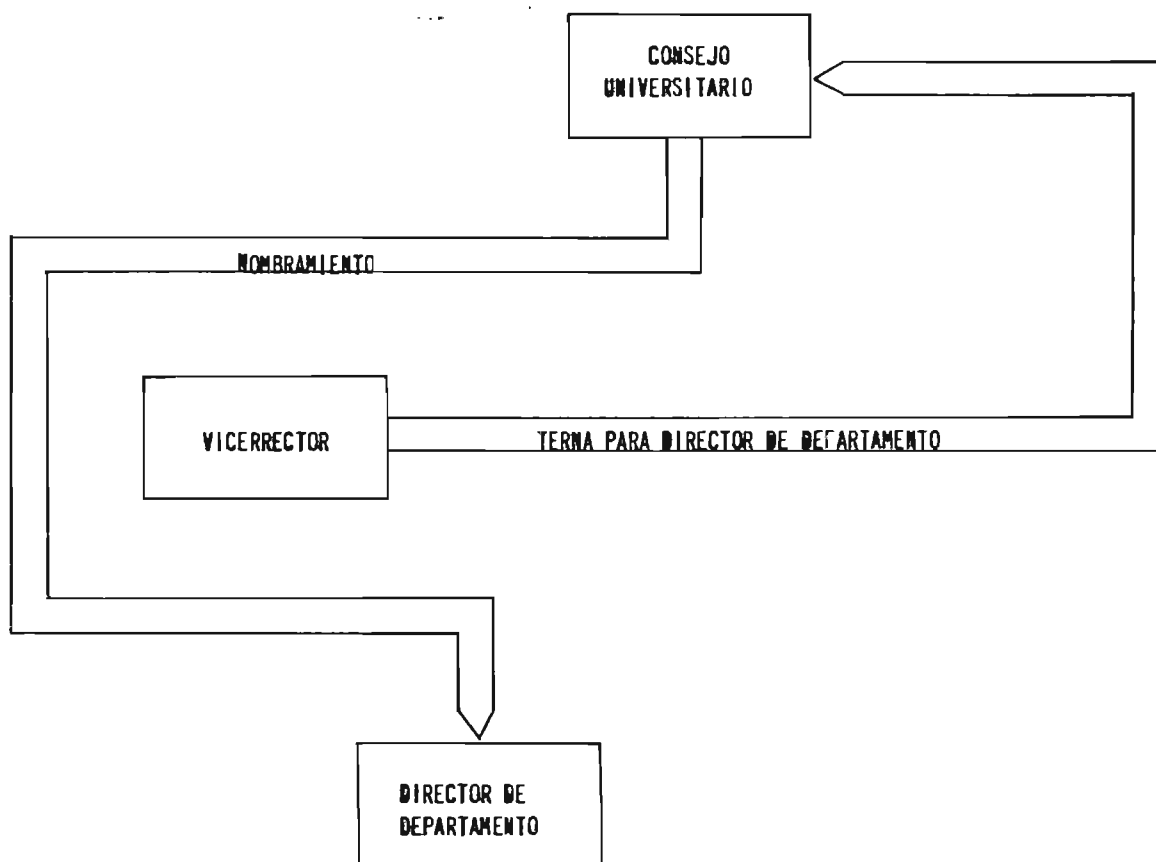 CONSEJO
UNIVERSITARIO
NOMBRAMIENTO
VICERRECTOR
TERNA PARA DIRECTOR DE DEPARTAMENTO
DIRECTOR DE
DEPARTAMENTO